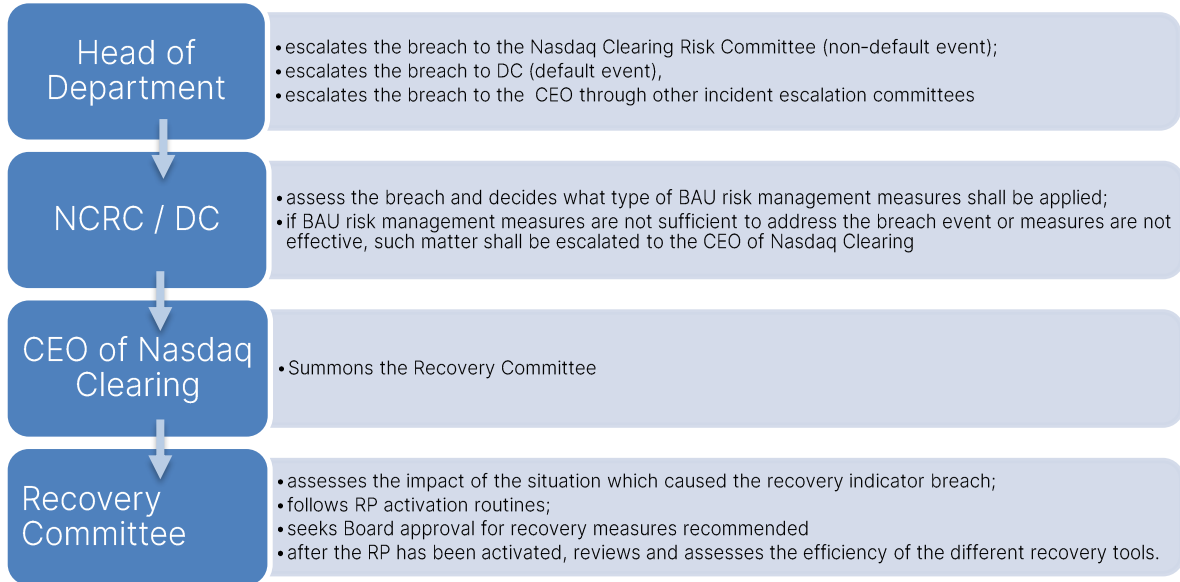 Head of
Department
•escalates the breach to the Nasdaq Clearing Risk Committee (non-default event);
•escalates the breach to DC (default event),
•escalates the breach to the  CEO through other incident escalation committees
NCRC / DC
•assess the breach and decides what type of BAU risk management measures shall be applied;
•if BAU risk management measures are not sufficient to address the breach event or measures are not
effective, such matter shall be escalated to the CEO of Nasdaq Clearing
CEO of Nasdaq
Clearing
•Summons the Recovery Committee
Recovery
Committee
•assesses the impact of the situation which caused the recovery indicator breach;
•follows RP activation routines;
•seeks Board approval for recovery measures recommended
•after the RP has been activated, reviews and assesses the efficiency of the different recovery tools.